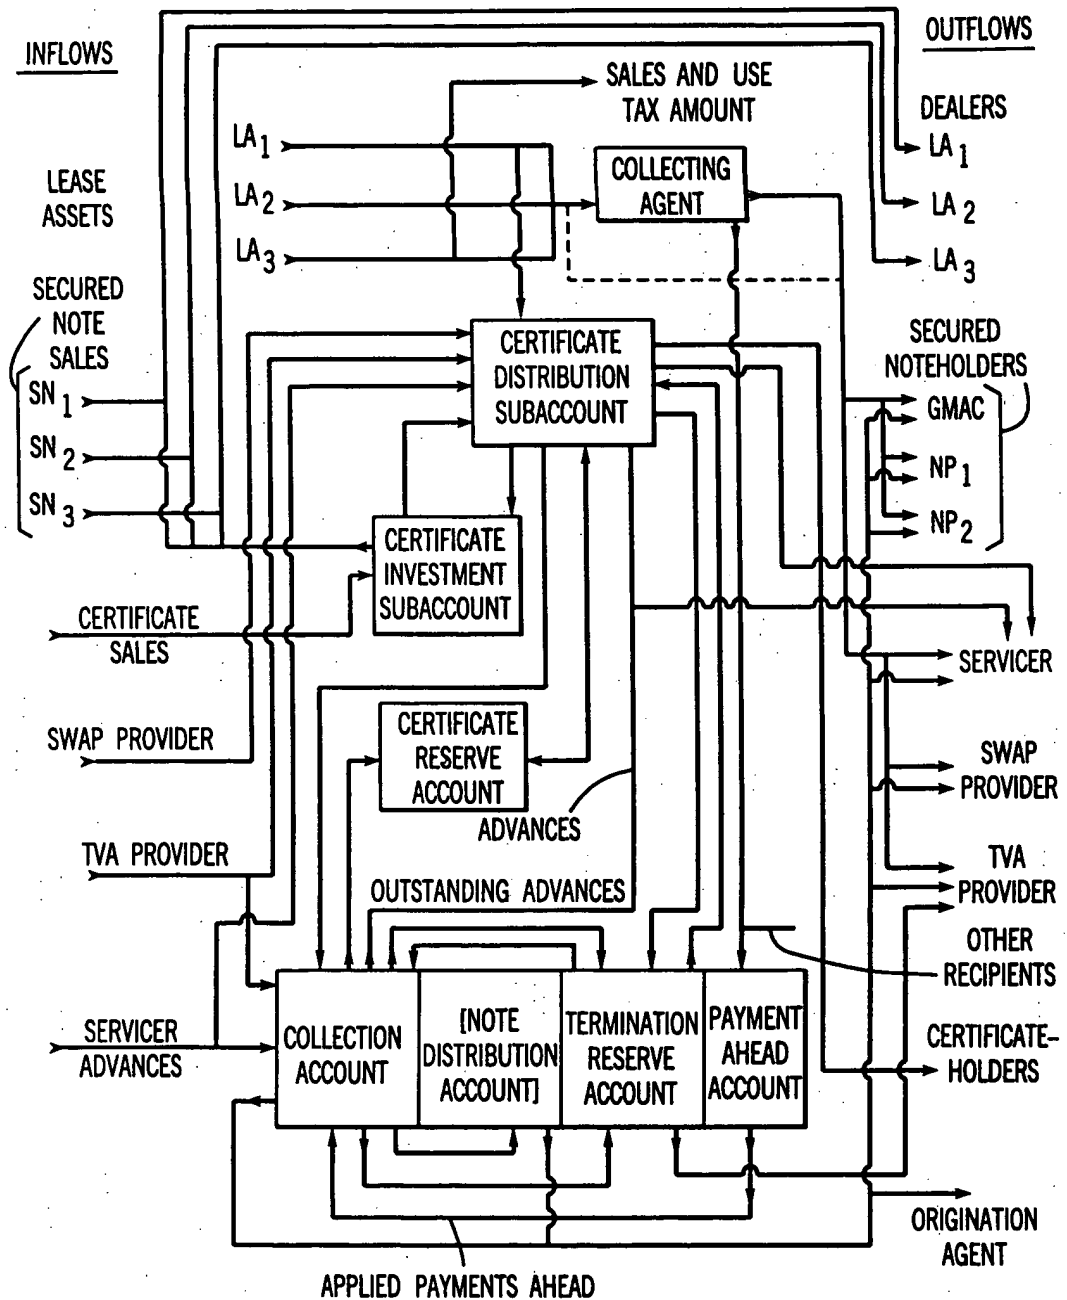 INFLOWS
OUTFLOWS
SALES AND USE
TAX AMOUNT
DEALERS
LA1
LA2
LA3
LEASE
ASSETS
COLLECTING
AGENT
LA1
LA2
LA3
SECURED
NOTE
SALES
SN1
SN2
SN3
CERTIFICATE
DISTRIBUTION
SUBACCOUNT
SECURED
NOTEHOLDERS
GMAC
NP1
NP2
CERTIFICATE
INVESTMENT
SUBACCOUNT
CERTIFICATE
SALES
SERVICER
SWAP PROVIDER
CERTIFICATE
RESERVE
ACCOUNT
SWAP
PROVIDER
ADVANCES
TVA PROVIDER
OUTSTANDING ADVANCES
TVA
PROVIDER
OTHER
RECIPIENTS
SERVICER
ADVANCES
COLLECTION
ACCOUNT
[NOTE
DISTRIBUTION
ACCOUNT]
TERMINATION
RESERVE
ACCOUNT
PAYMENT
AHEAD
ACCOUNT
CERTIFICATE-
HOLDERS
ORIGINATION
AGENT
APPLIED PAYMENTS AHEAD